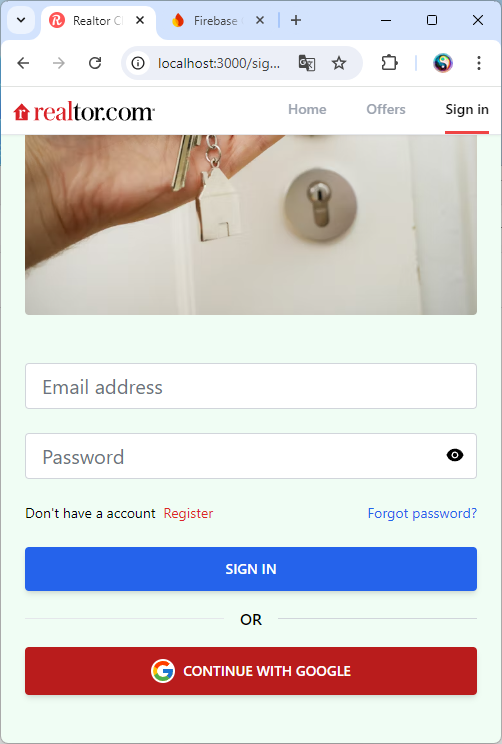 Realtor Cl
Firebase
localhost:3000/sig...
realtor.com
Home
Offers
Sign in
Email address
Password
Don't have a account Register
Forgot password?
SIGN IN
OR
CONTINUE WITH GOOGLE